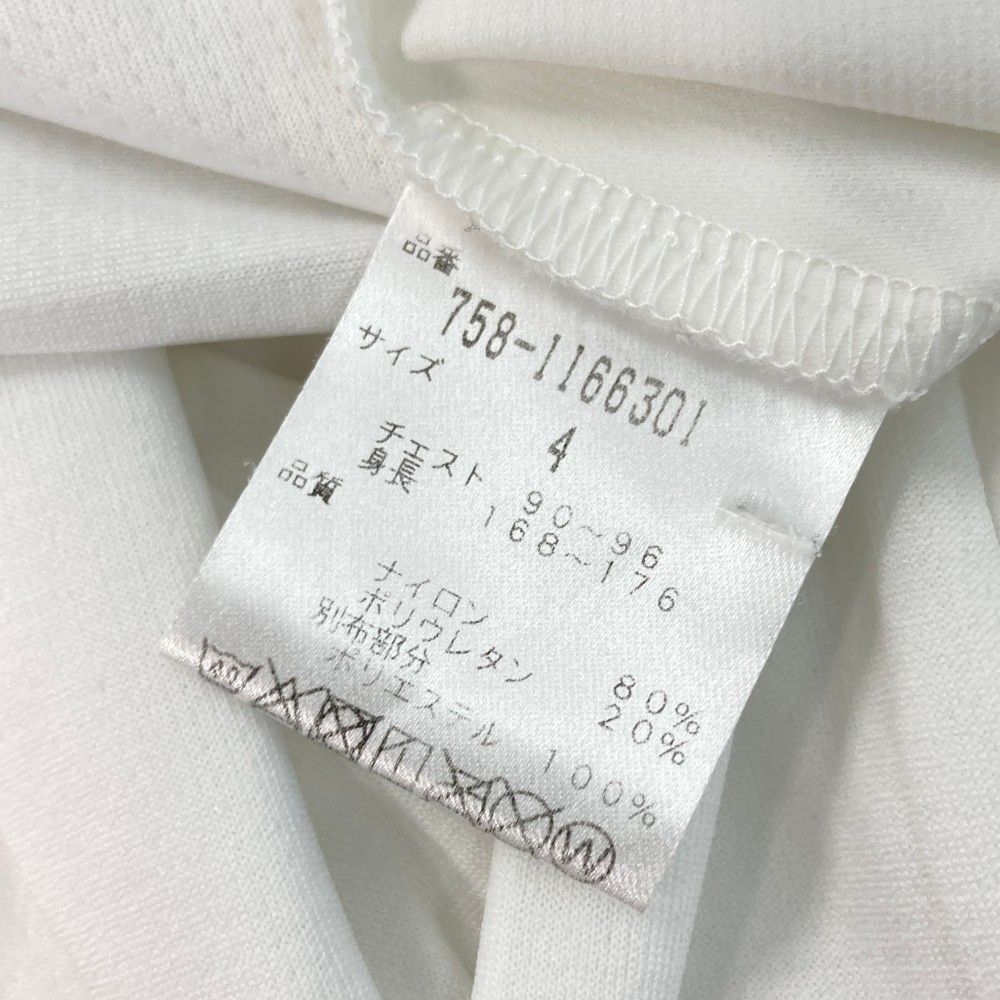 品番
758-1166301
サイズ
4
チェスト 90~96
身長 168~176
品質
ナイロン 80%
ポリウレタン 20%
別布部分
ポリエステル 100%
40
W